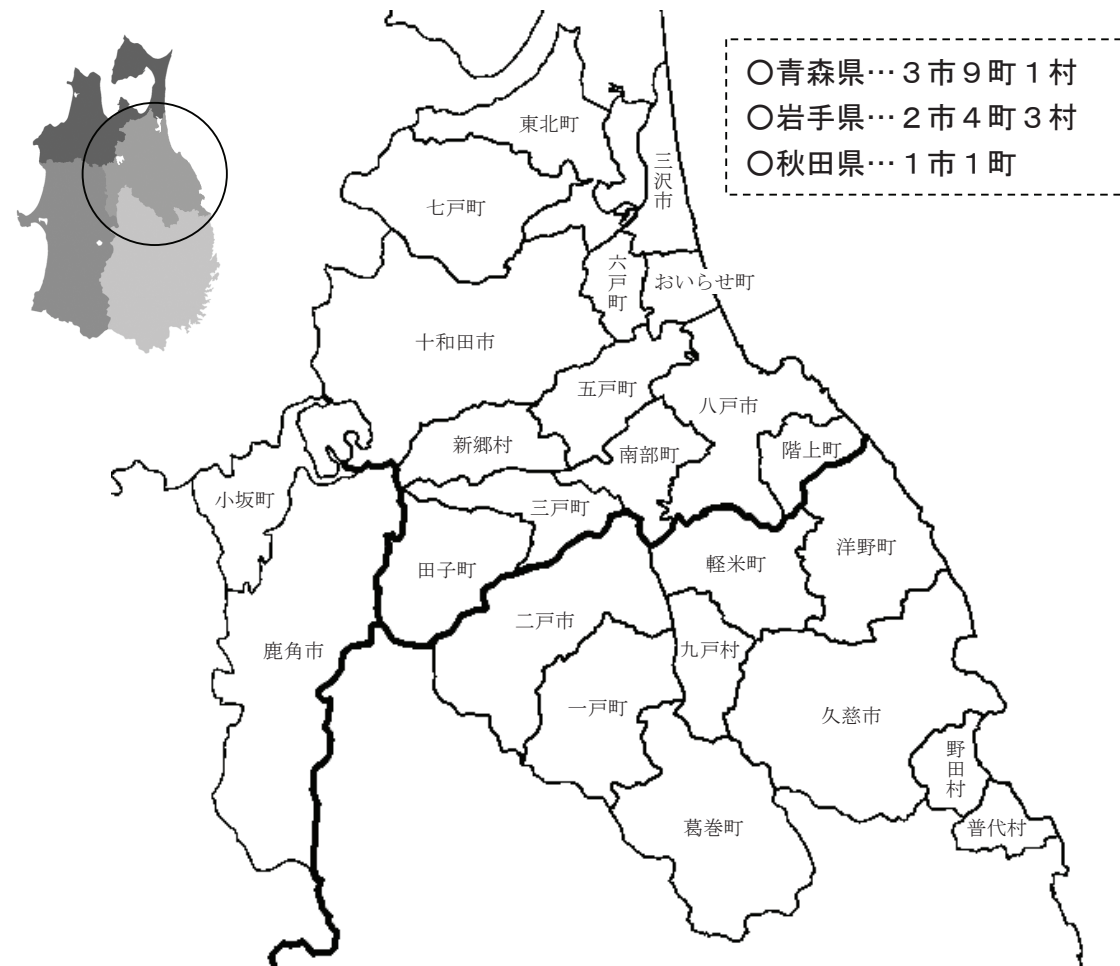 ○青森県…3市9町1村
○岩手県…2市4町3村
○秋田県…1市1町
東北町
三沢市
七戸町
六戸町
おいらせ町
十和田市
五戸町
八戸市
新郷村
南部町
階上町
小坂町
三戸町
田子町
軽米町
洋野町
二戸市
鹿角市
九戸村
一戸町
久慈市
野田村
葛巻町
普代村